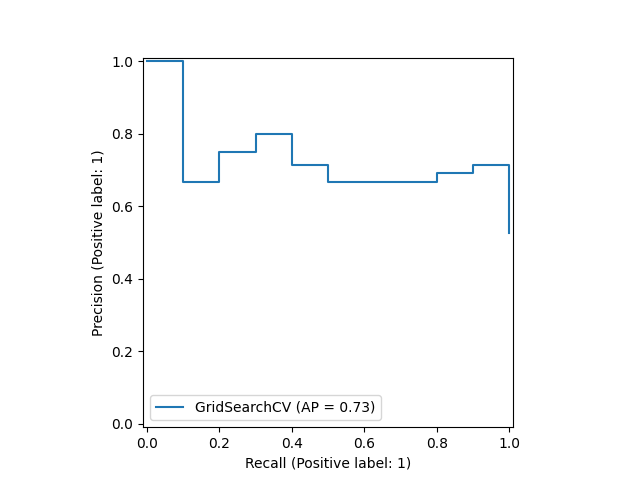 1.0
0.8
0.6
0.4
0.2
0.0
Precision (Positive label: 1)
GridSearchCV (AP = 0.73)
0.0 0.2 0.4 0.6 0.8 1.0
Recall (Positive label: 1)